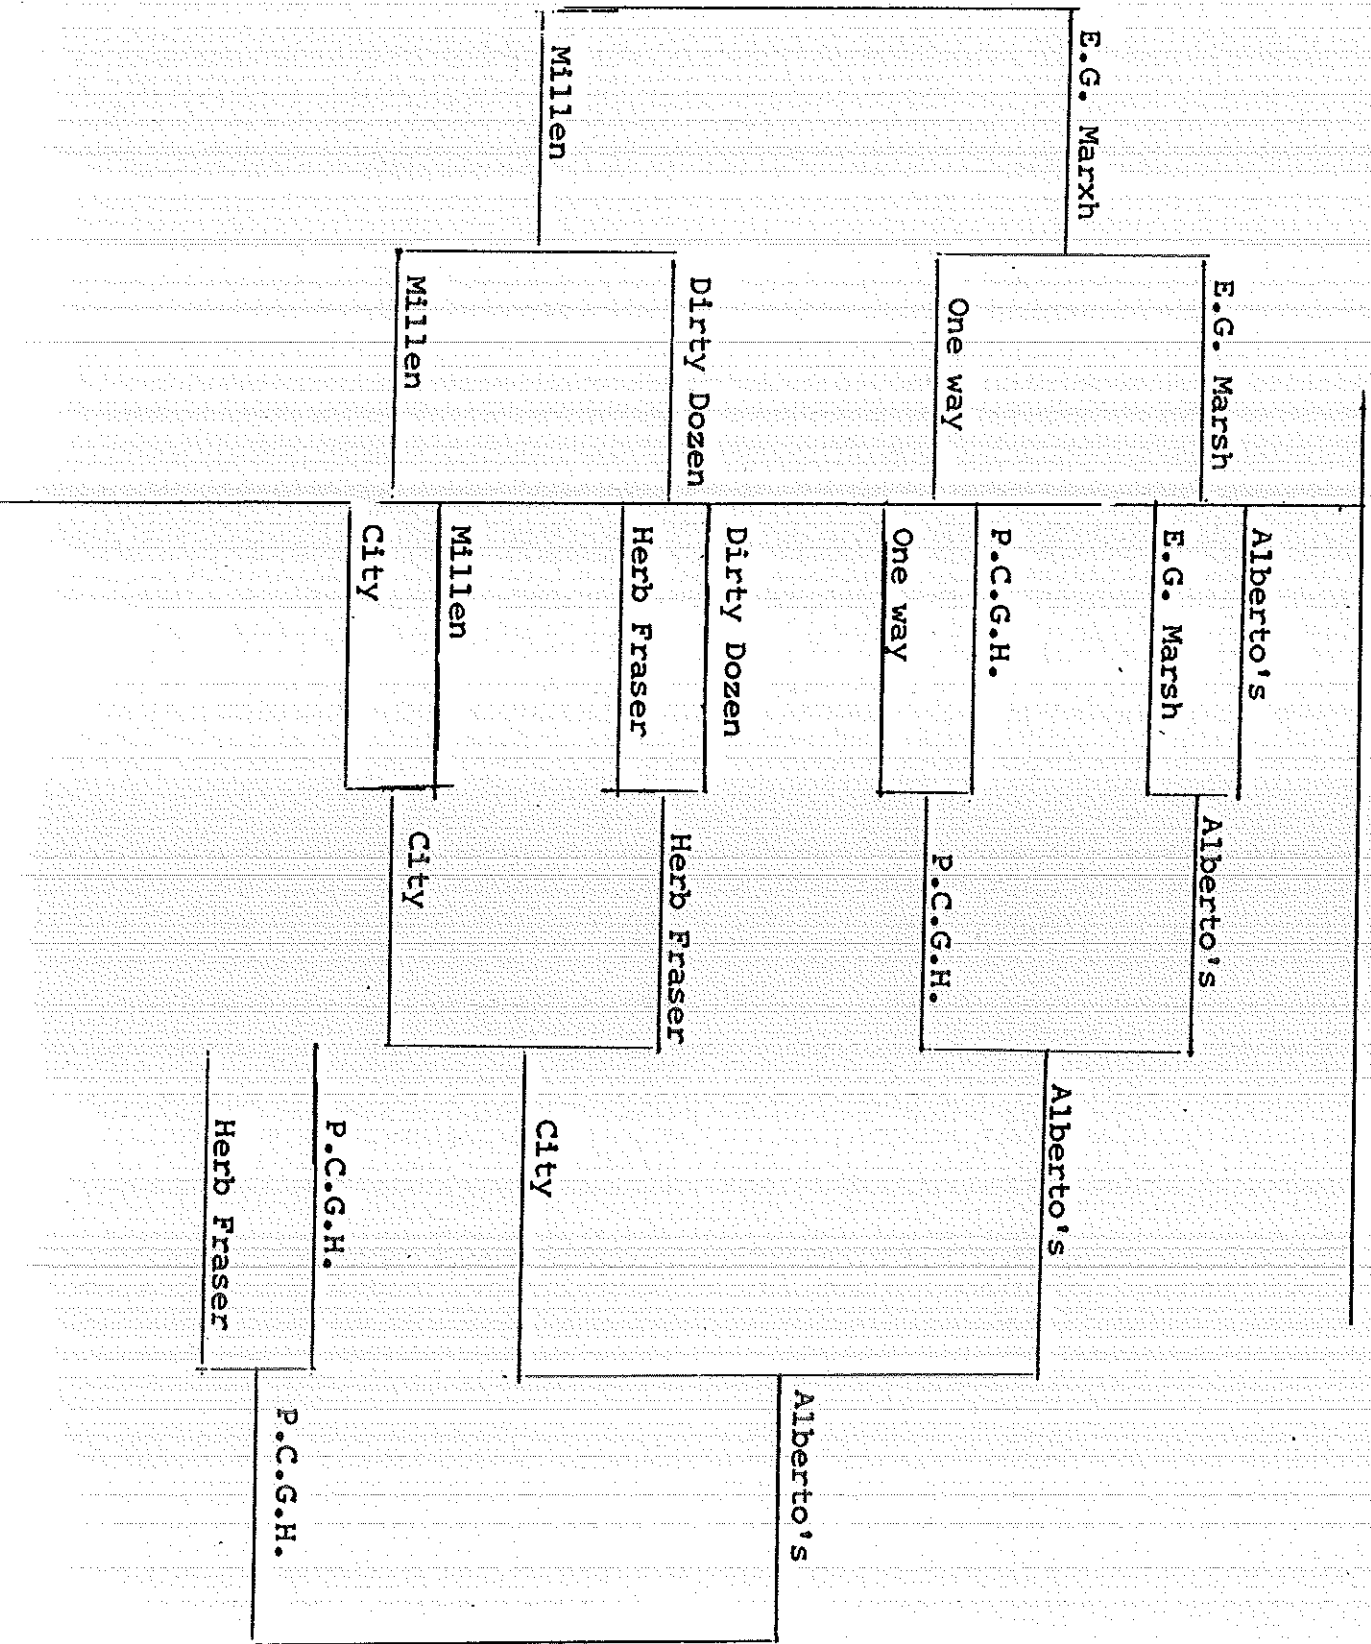 E.G. Marxh
Millen
E.G. Marsh
One way
Dirty Dozen
Millen
Alberto's
E.G. Marsh
P.C.G.H.
One way
Dirty Dozen
Herb Fraser
Millen
City
Alberto's
P.C.G.H.
Herb Fraser
City
Alberto's
City
P.C.G.H.
Herb Fraser
Alberto's
P.C.G.H.